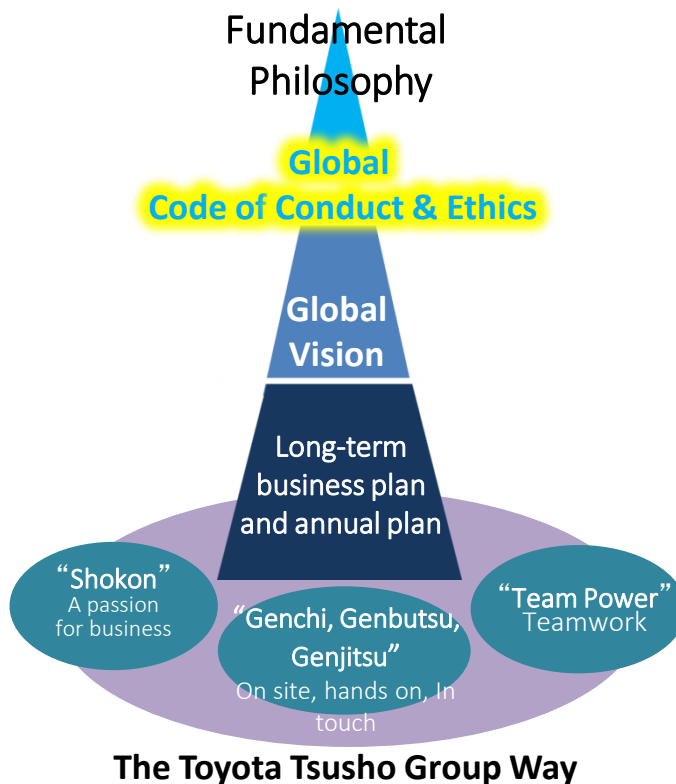 Fundamental
Philosophy
Global
Code of Conduct & Ethics
Global
Vision
Long-term
business plan
and annual plan
“Shokon”
A passion
for business
“Genchi, Genbutsu,
Genjitsu”
On site, hands on, In
touch
“Team Power”
Teamwork
The Toyota Tsusho Group Way